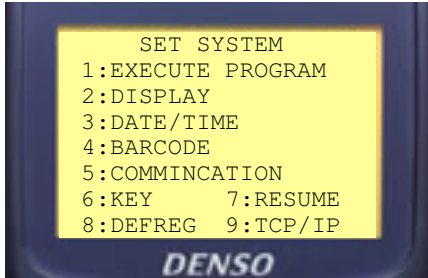 SET SYSTEM
1:EXECUTE PROGRAM
2:DISPLAY
3:DATE/TIME
4:BARCODE
5:COMMINCATION
6:KEY 7:RESUME
8:DEFREG 9:TCP/IP
DENSO